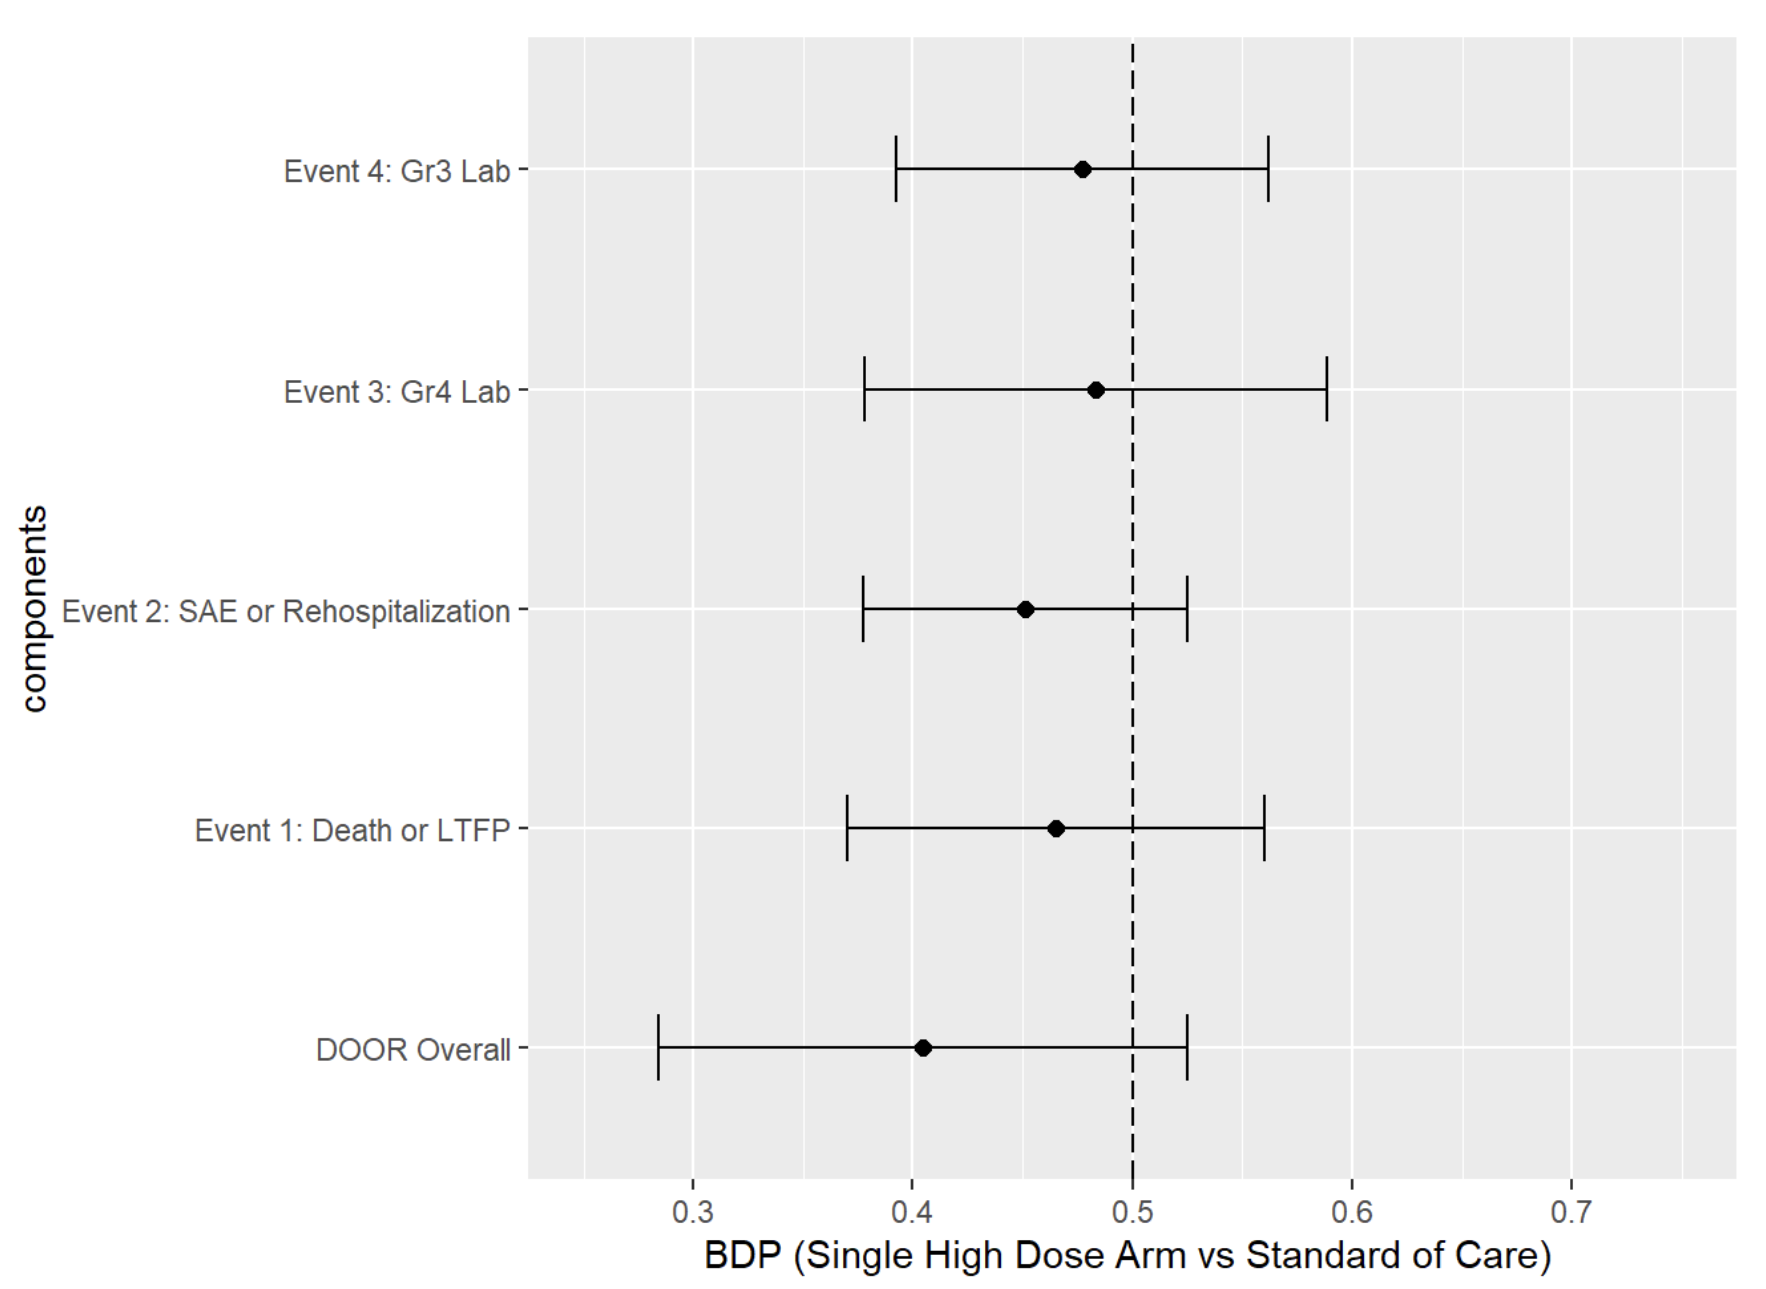 components
Event 4: Gr3 Lab
Event 3: Gr4 Lab
Event 2: SAE or Rehospitalization
Event 1: Death or LTFP
DOOR Overall
0.3 0.4 0.5 0.6 0.7
BDP (Single High Dose Arm vs Standard of Care)